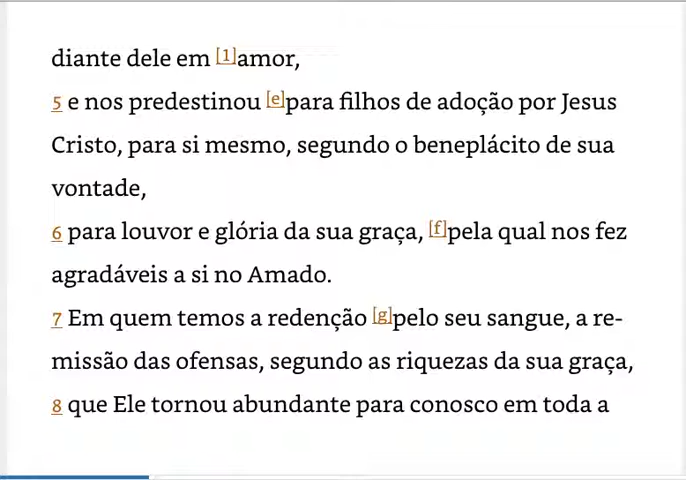 diante dele em [1]amor,
5 e nos predestinou [e]para filhos de adoção por Jesus
Cristo, para si mesmo, segundo o beneplácito de sua
vontade,
6 para louvor e glória da sua graça, [f]pela qual nos fez
agradáveis a si no Amado.
7 Em quem temos a redenção [g]pelo seu sangue, a re-
missão das ofensas, segundo as riquezas da sua graça,
8 que Ele tornou abundante para conosco em toda a